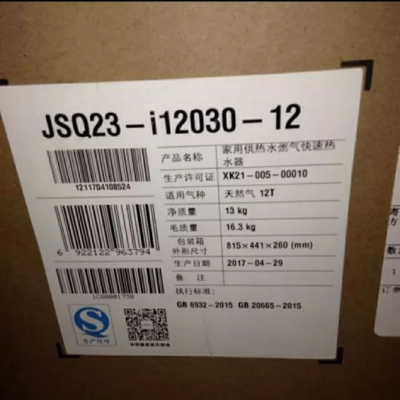 JSQ23-i12030-12
产品名称 家用供热水燃气快速热水器
生产许可证 XK21-005-00010
1211704108524
适用气种 天然气 12T
净质量 13 kg
毛质量 16.3 kg
包装箱外形尺寸 815×441×260 (mm)
6 922122 963794
生产日期 2017-04-29
备 注
执行标准:
GB 6932-2015 GB 20665-2015
生产许可